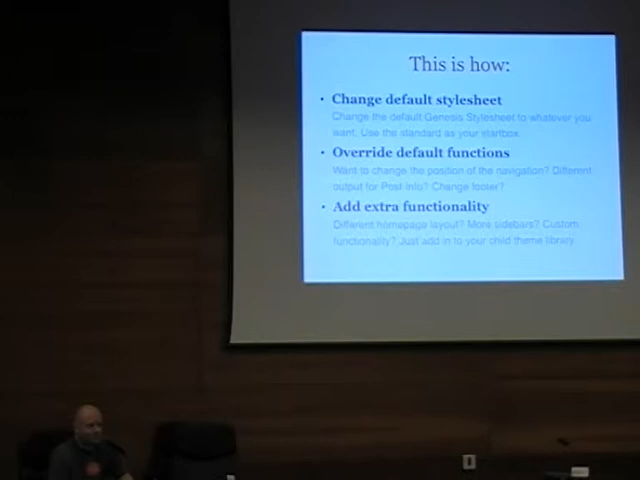 This is how:
• Change default stylesheet
Change the default Genesis Stylesheet to whatever you
want. Use the standard as your startbox.
• Override default functions
Want to change the position of the navigation? Different
output for Post Info? Change footer?
• Add extra functionality
Different homepage layout? More sidebars? Custom
functionality? Just add in to your child theme library